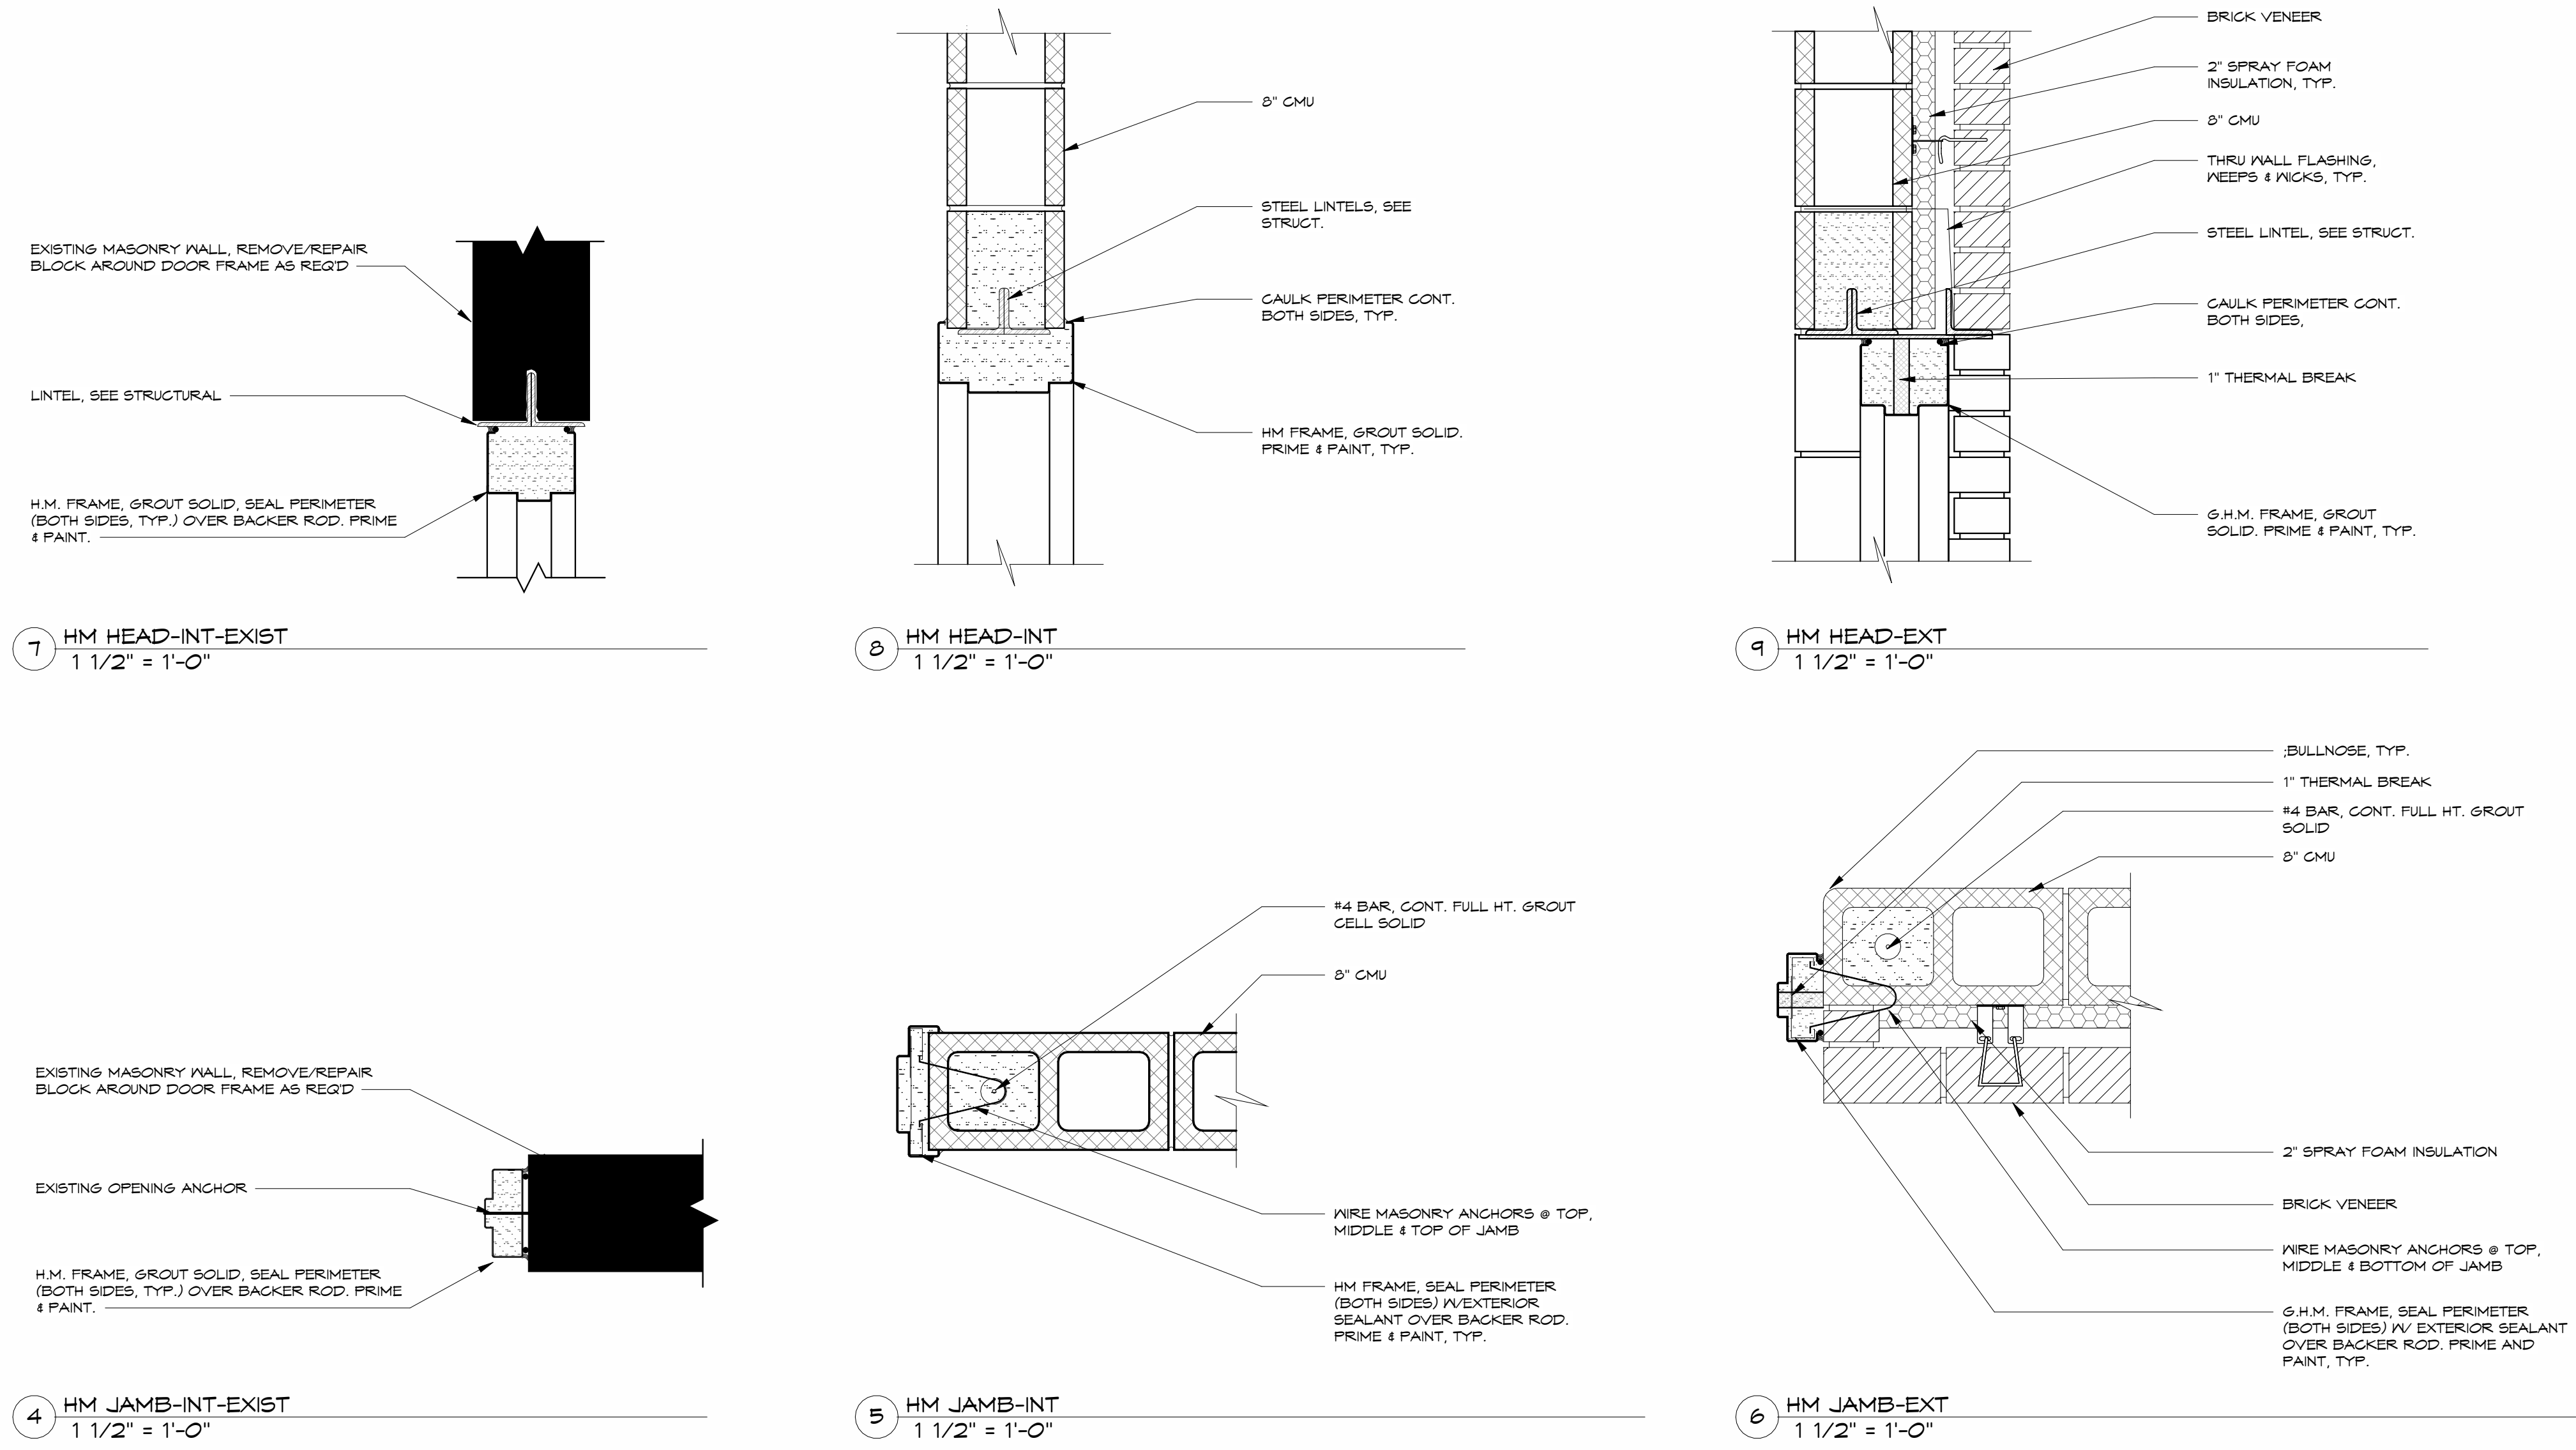 EXISTING MASONRY WALL, REMOVE/REPAIR
BLOCK AROUND DOOR FRAME AS REQ'D
LINTEL, SEE STRUCTURAL
H.M. FRAME, GROUT SOLID, SEAL PERIMETER
(BOTH SIDES, TYP.) OVER BACKER ROD. PRIME
& PAINT.
7
HM HEAD-INT-EXIST
1 1/2" = 1'-0"
8" CMU
STEEL LINTELS, SEE
STRUCT.
CAULK PERIMETER CONT.
BOTH SIDES, TYP.
HM FRAME, GROUT SOLID.
PRIME & PAINT, TYP.
8
HM HEAD-INT
1 1/2" = 1'-0"
BRICK VENEER
2" SPRAY FOAM
INSULATION, TYP.
8" CMU
THRU WALL FLASHING,
WEEPS & WICKS, TYP.
STEEL LINTEL, SEE STRUCT.
CAULK PERIMETER CONT.
BOTH SIDES,
1" THERMAL BREAK
G.H.M. FRAME, GROUT
SOLID. PRIME & PAINT, TYP.
9
HM HEAD-EXT
1 1/2" = 1'-0"
EXISTING MASONRY WALL, REMOVE/REPAIR
BLOCK AROUND DOOR FRAME AS REQ'D
EXISTING OPENING ANCHOR
H.M. FRAME, GROUT SOLID, SEAL PERIMETER
(BOTH SIDES, TYP.) OVER BACKER ROD. PRIME
& PAINT.
4
HM JAMB-INT-EXIST
1 1/2" = 1'-0"
#4 BAR, CONT. FULL HT. GROUT
CELL SOLID
8" CMU
WIRE MASONRY ANCHORS @ TOP,
MIDDLE & TOP OF JAMB
HM FRAME, SEAL PERIMETER
(BOTH SIDES) W/EXTERIOR
SEALANT OVER BACKER ROD.
PRIME & PAINT, TYP.
5
HM JAMB-INT
1 1/2" = 1'-0"
;BULLNOSE, TYP.
1" THERMAL BREAK
#4 BAR, CONT. FULL HT. GROUT
SOLID
8" CMU
2" SPRAY FOAM INSULATION
BRICK VENEER
WIRE MASONRY ANCHORS @ TOP,
MIDDLE & BOTTOM OF JAMB
G.H.M. FRAME, SEAL PERIMETER
(BOTH SIDES) W/ EXTERIOR SEALANT
OVER BACKER ROD. PRIME AND
PAINT, TYP.
6
HM JAMB-EXT
1 1/2" = 1'-0"